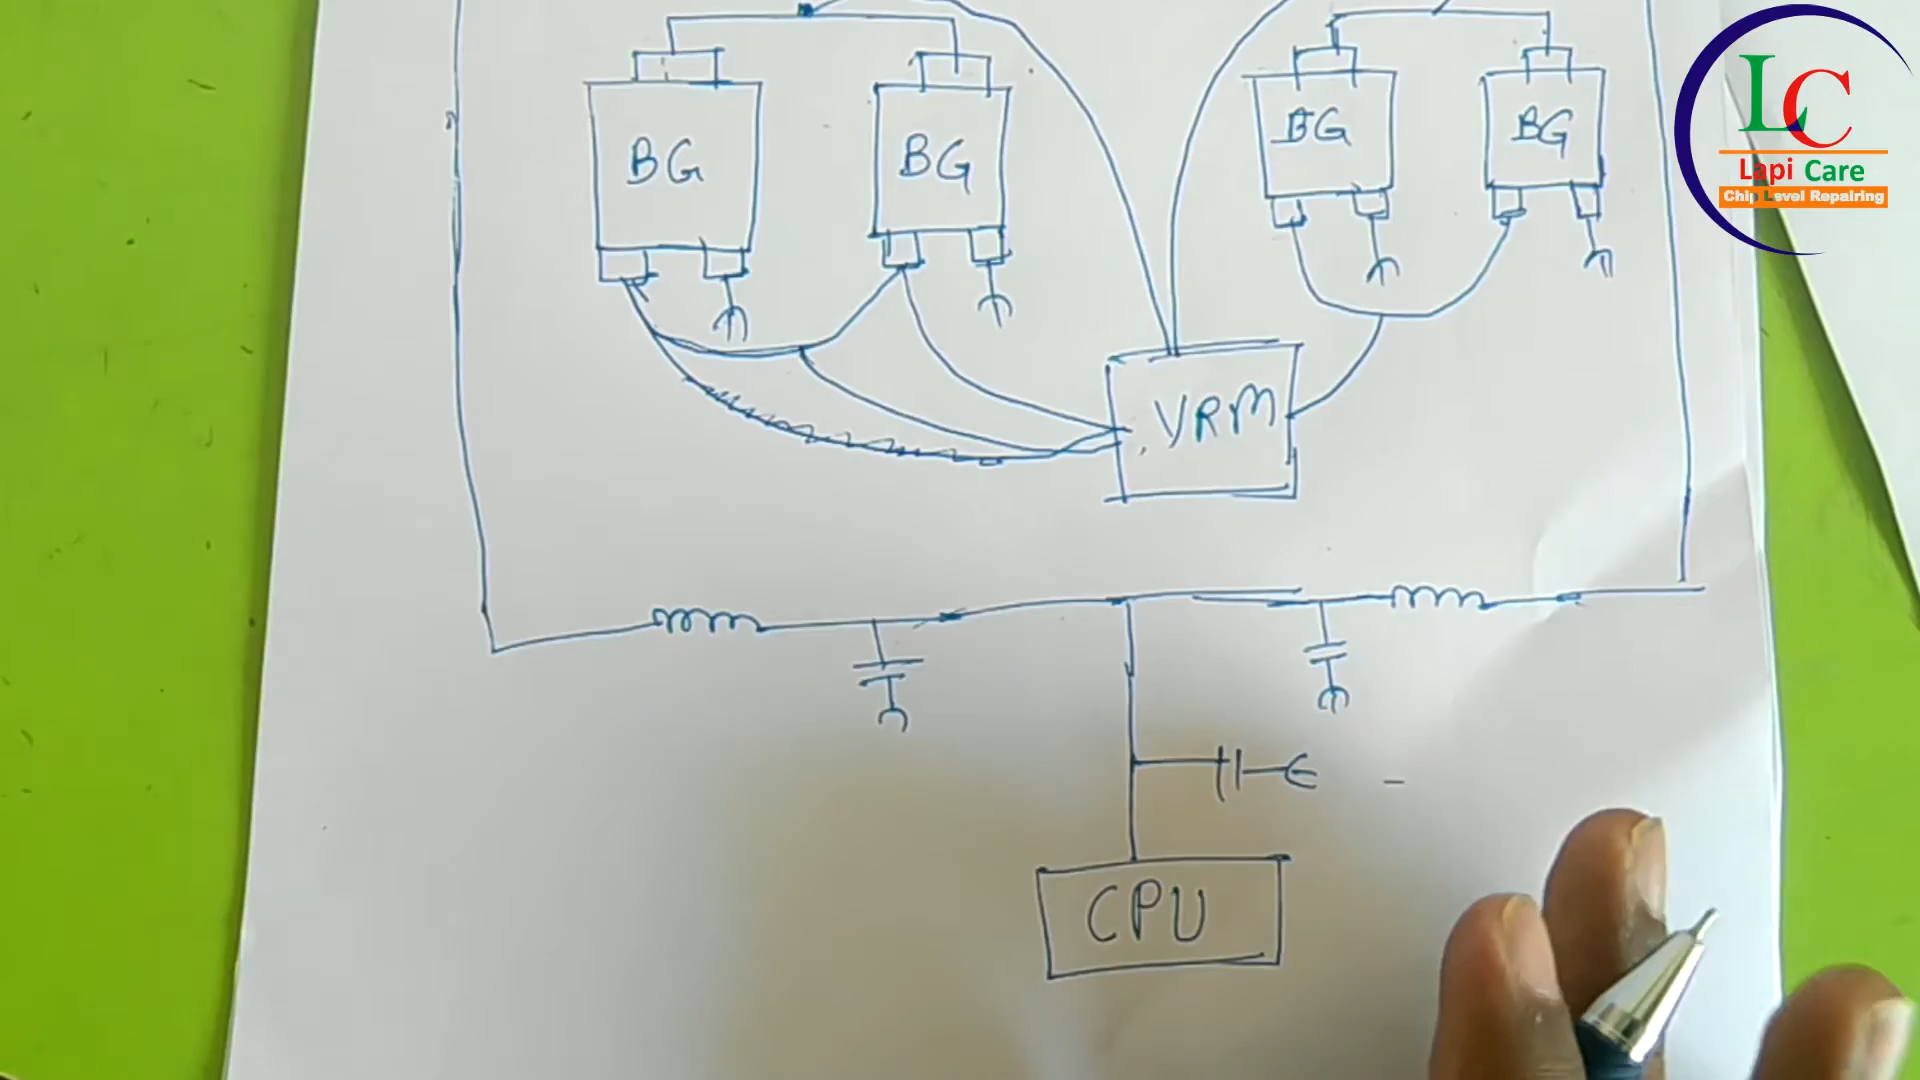 BG
BG
BG
BG
LC
Lapi Care
Chip Level Repairing
VRM
CPU